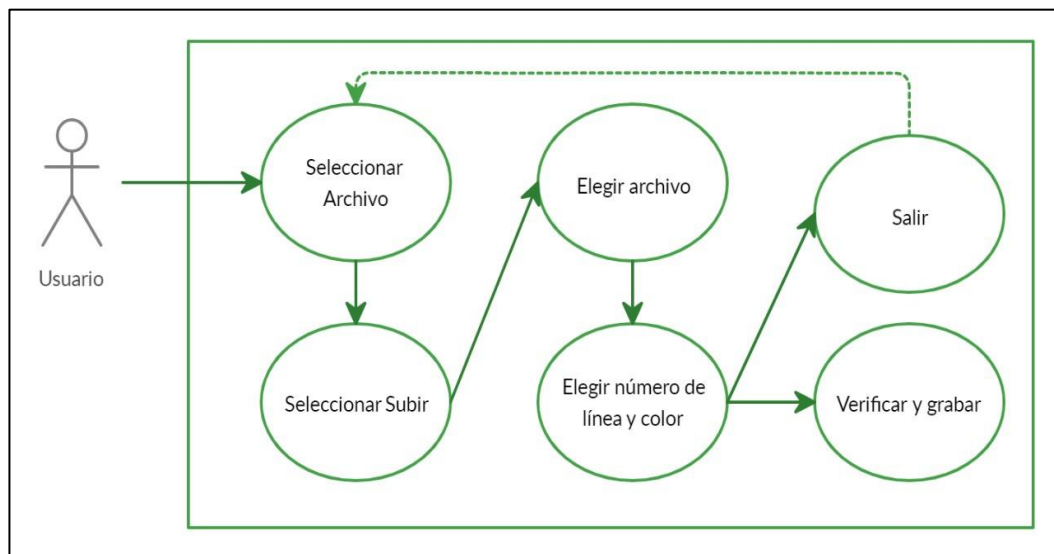 Usuario
Seleccionar
Archivo
Seleccionar Subir
Elegir archivo
Elegir número de
línea y color
Salir
Verificar y grabar